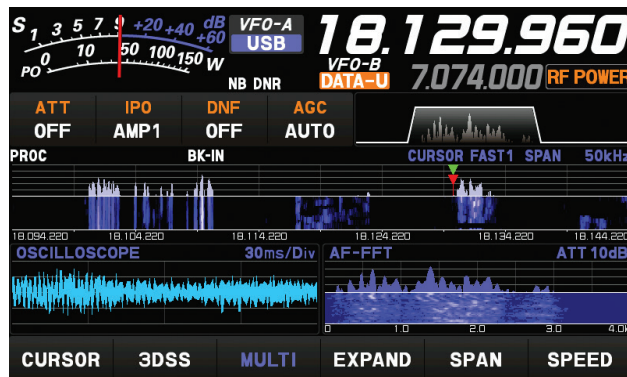 S 1 3 5 7 9 +20 +40 +60 dB VFO-A 18.129.960
PO 0 10 50 100 150 W USB
VFO-B
NB DNR DATA-U 7.074.000 RF POWER
ATT IPO DNF AGC
OFF AMP1 OFF AUTO
PROC BK-IN CURSOR FAST1 SPAN 50kHz
18.094.220 18.104.220 18.114.220 18.124.220 18.134.220 18.144.220
OSCILLOSCOPE 30ms/Div AF-FFT ATT 10dB
0 1.0 2.0 3.0 4.0k
CURSOR 3DSS MULTI EXPAND SPAN SPEED